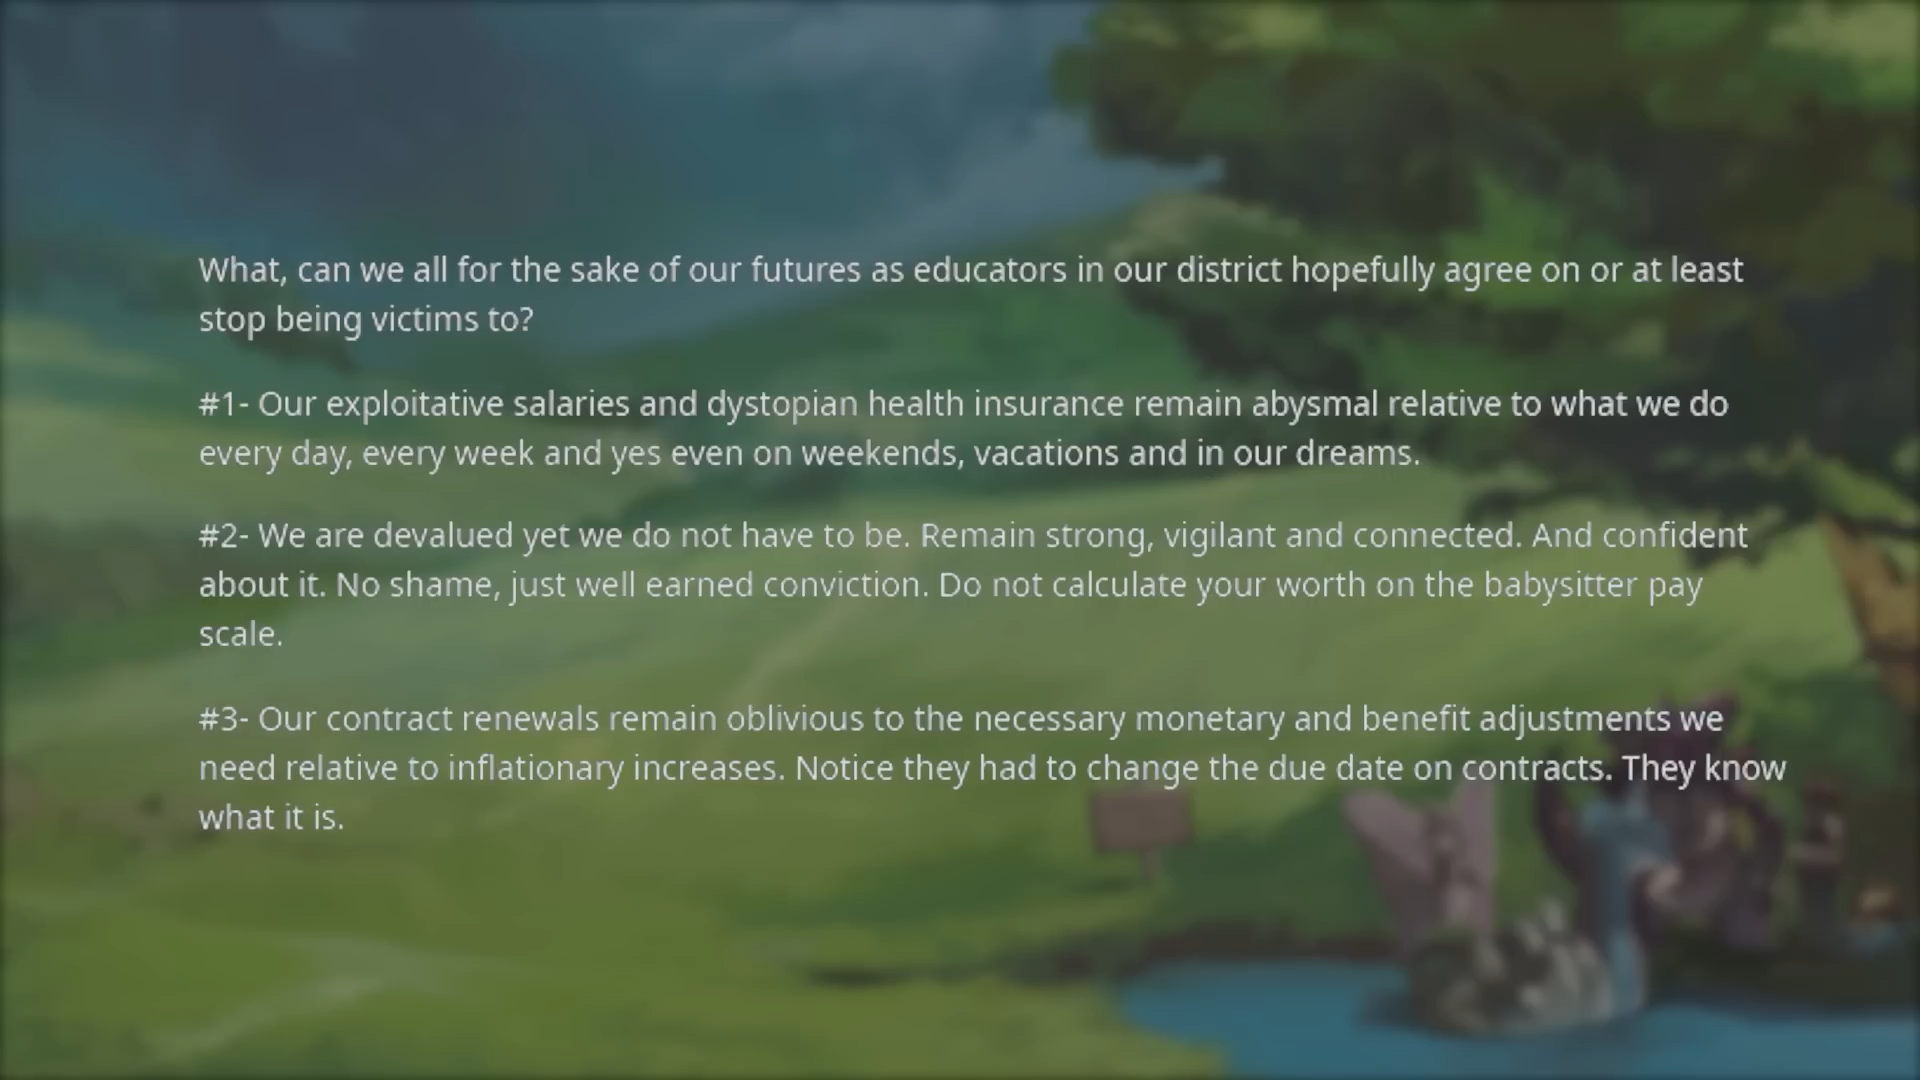 What, can we all for the sake of our futures as educators in our district hopefully agree on or at least
stop being victims to?
#1- Our exploitative salaries and dystopian health insurance remain abysmal relative to what we do
every day, every week and yes even on weekends, vacations and in our dreams.
#2- We are devalued yet we do not have to be. Remain strong, vigilant and connected. And confident
about it. No shame, just well earned conviction. Do not calculate your worth on the babysitter pay
scale.
#3- Our contract renewals remain oblivious to the necessary monetary and benefit adjustments we
need relative to inflationary increases. Notice they had to change the due date on contracts. They know
what it is.